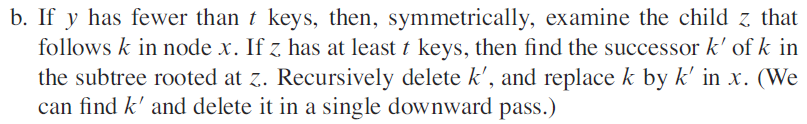 b. If y has fewer than t keys, then, symmetrically, examine the child z that
follows k in node x. If z has at least t keys, then find the successor k′ of k in
the subtree rooted at z. Recursively delete k′, and replace k by k′ in x. (We
can find k′ and delete it in a single downward pass.)